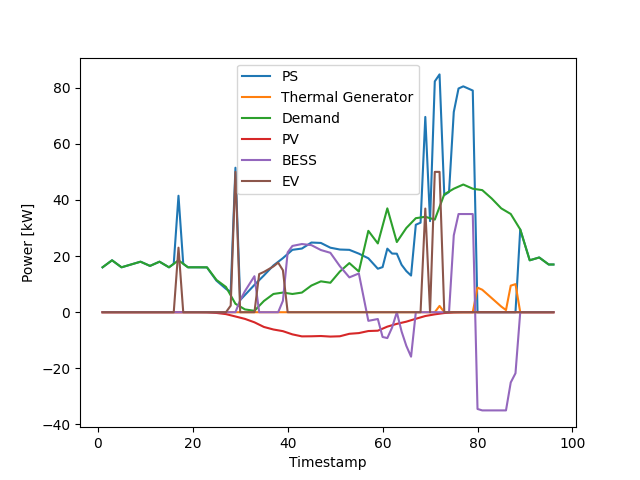 PS
Thermal Generator
Demand
PV
BESS
EV
Power [kW]
80
60
40
20
0
−20
−40
0 20 40 60 80 100
Timestamp